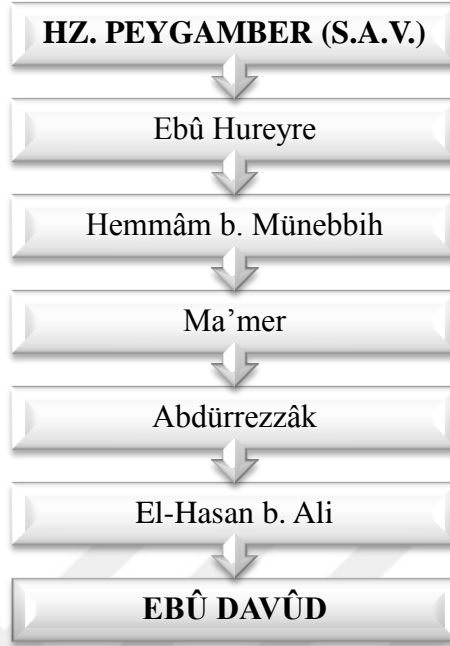 HZ. PEYGAMBER (S.A.V.)
Ebû Hureyre
Hemmâm b. Münebbih
Ma’mer
Abdürrezzâk
El-Hasan b. Ali
EBÛ DAVÛD